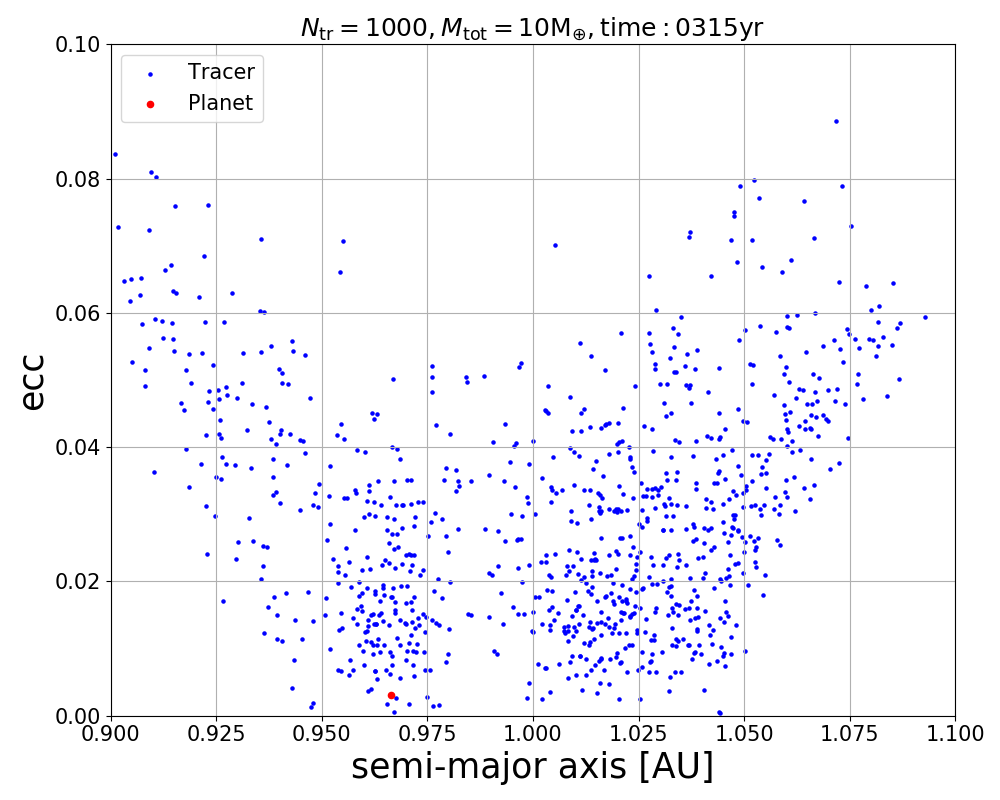 N_tr = 1000, M_tot = 10M_⊕, time : 0315yr
Tracer
Planet
ecc
0.10
0.08
0.06
0.04
0.02
0.00
0.900 0.925 0.950 0.975 1.000 1.025 1.050 1.075 1.100
semi-major axis [AU]